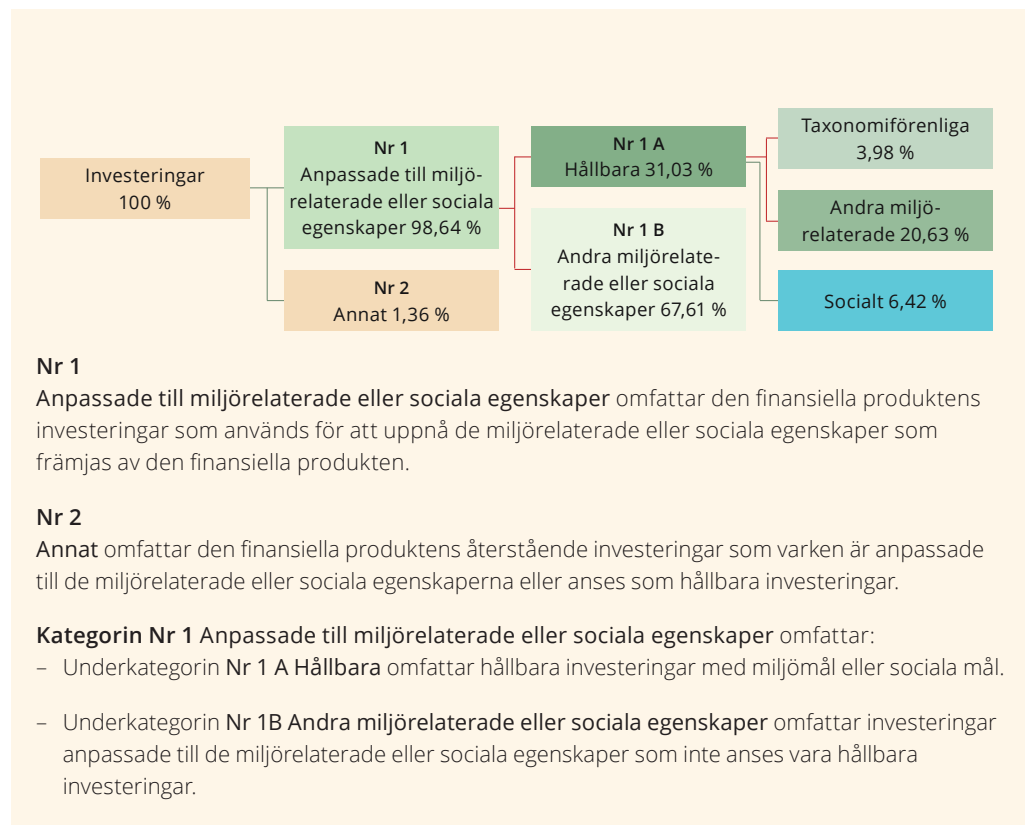 Investeringar
100 %
Nr 1
Anpassade till miljö-
relaterade eller sociala
egenskaper 98,64 %
Nr 2
Annat 1,36 %
Nr 1 A
Hållbara 31,03 %
Nr 1 B
Andra miljörelate-
rade eller sociala
egenskaper 67,61 %
Taxonomiförenliga
3,98 %
Andra miljö-
relaterade 20,63 %
Socialt 6,42 %
Nr 1
Anpassade till miljörelaterade eller sociala egenskaper omfattar den finansiella produktens
investeringar som används för att uppnå de miljörelaterade eller sociala egenskaper som
främjas av den finansiella produkten.
Nr 2
Annat omfattar den finansiella produktens återstående investeringar som varken är anpassade
till de miljörelaterade eller sociala egenskaperna eller anses som hållbara investeringar.
Kategorin Nr 1 Anpassade till miljörelaterade eller sociala egenskaper omfattar:
– Underkategorin Nr 1 A Hållbara omfattar hållbara investeringar med miljömål eller sociala mål.
– Underkategorin Nr 1B Andra miljörelaterade eller sociala egenskaper omfattar investeringar
anpassade till de miljörelaterade eller sociala egenskaper som inte anses vara hållbara
investeringar.